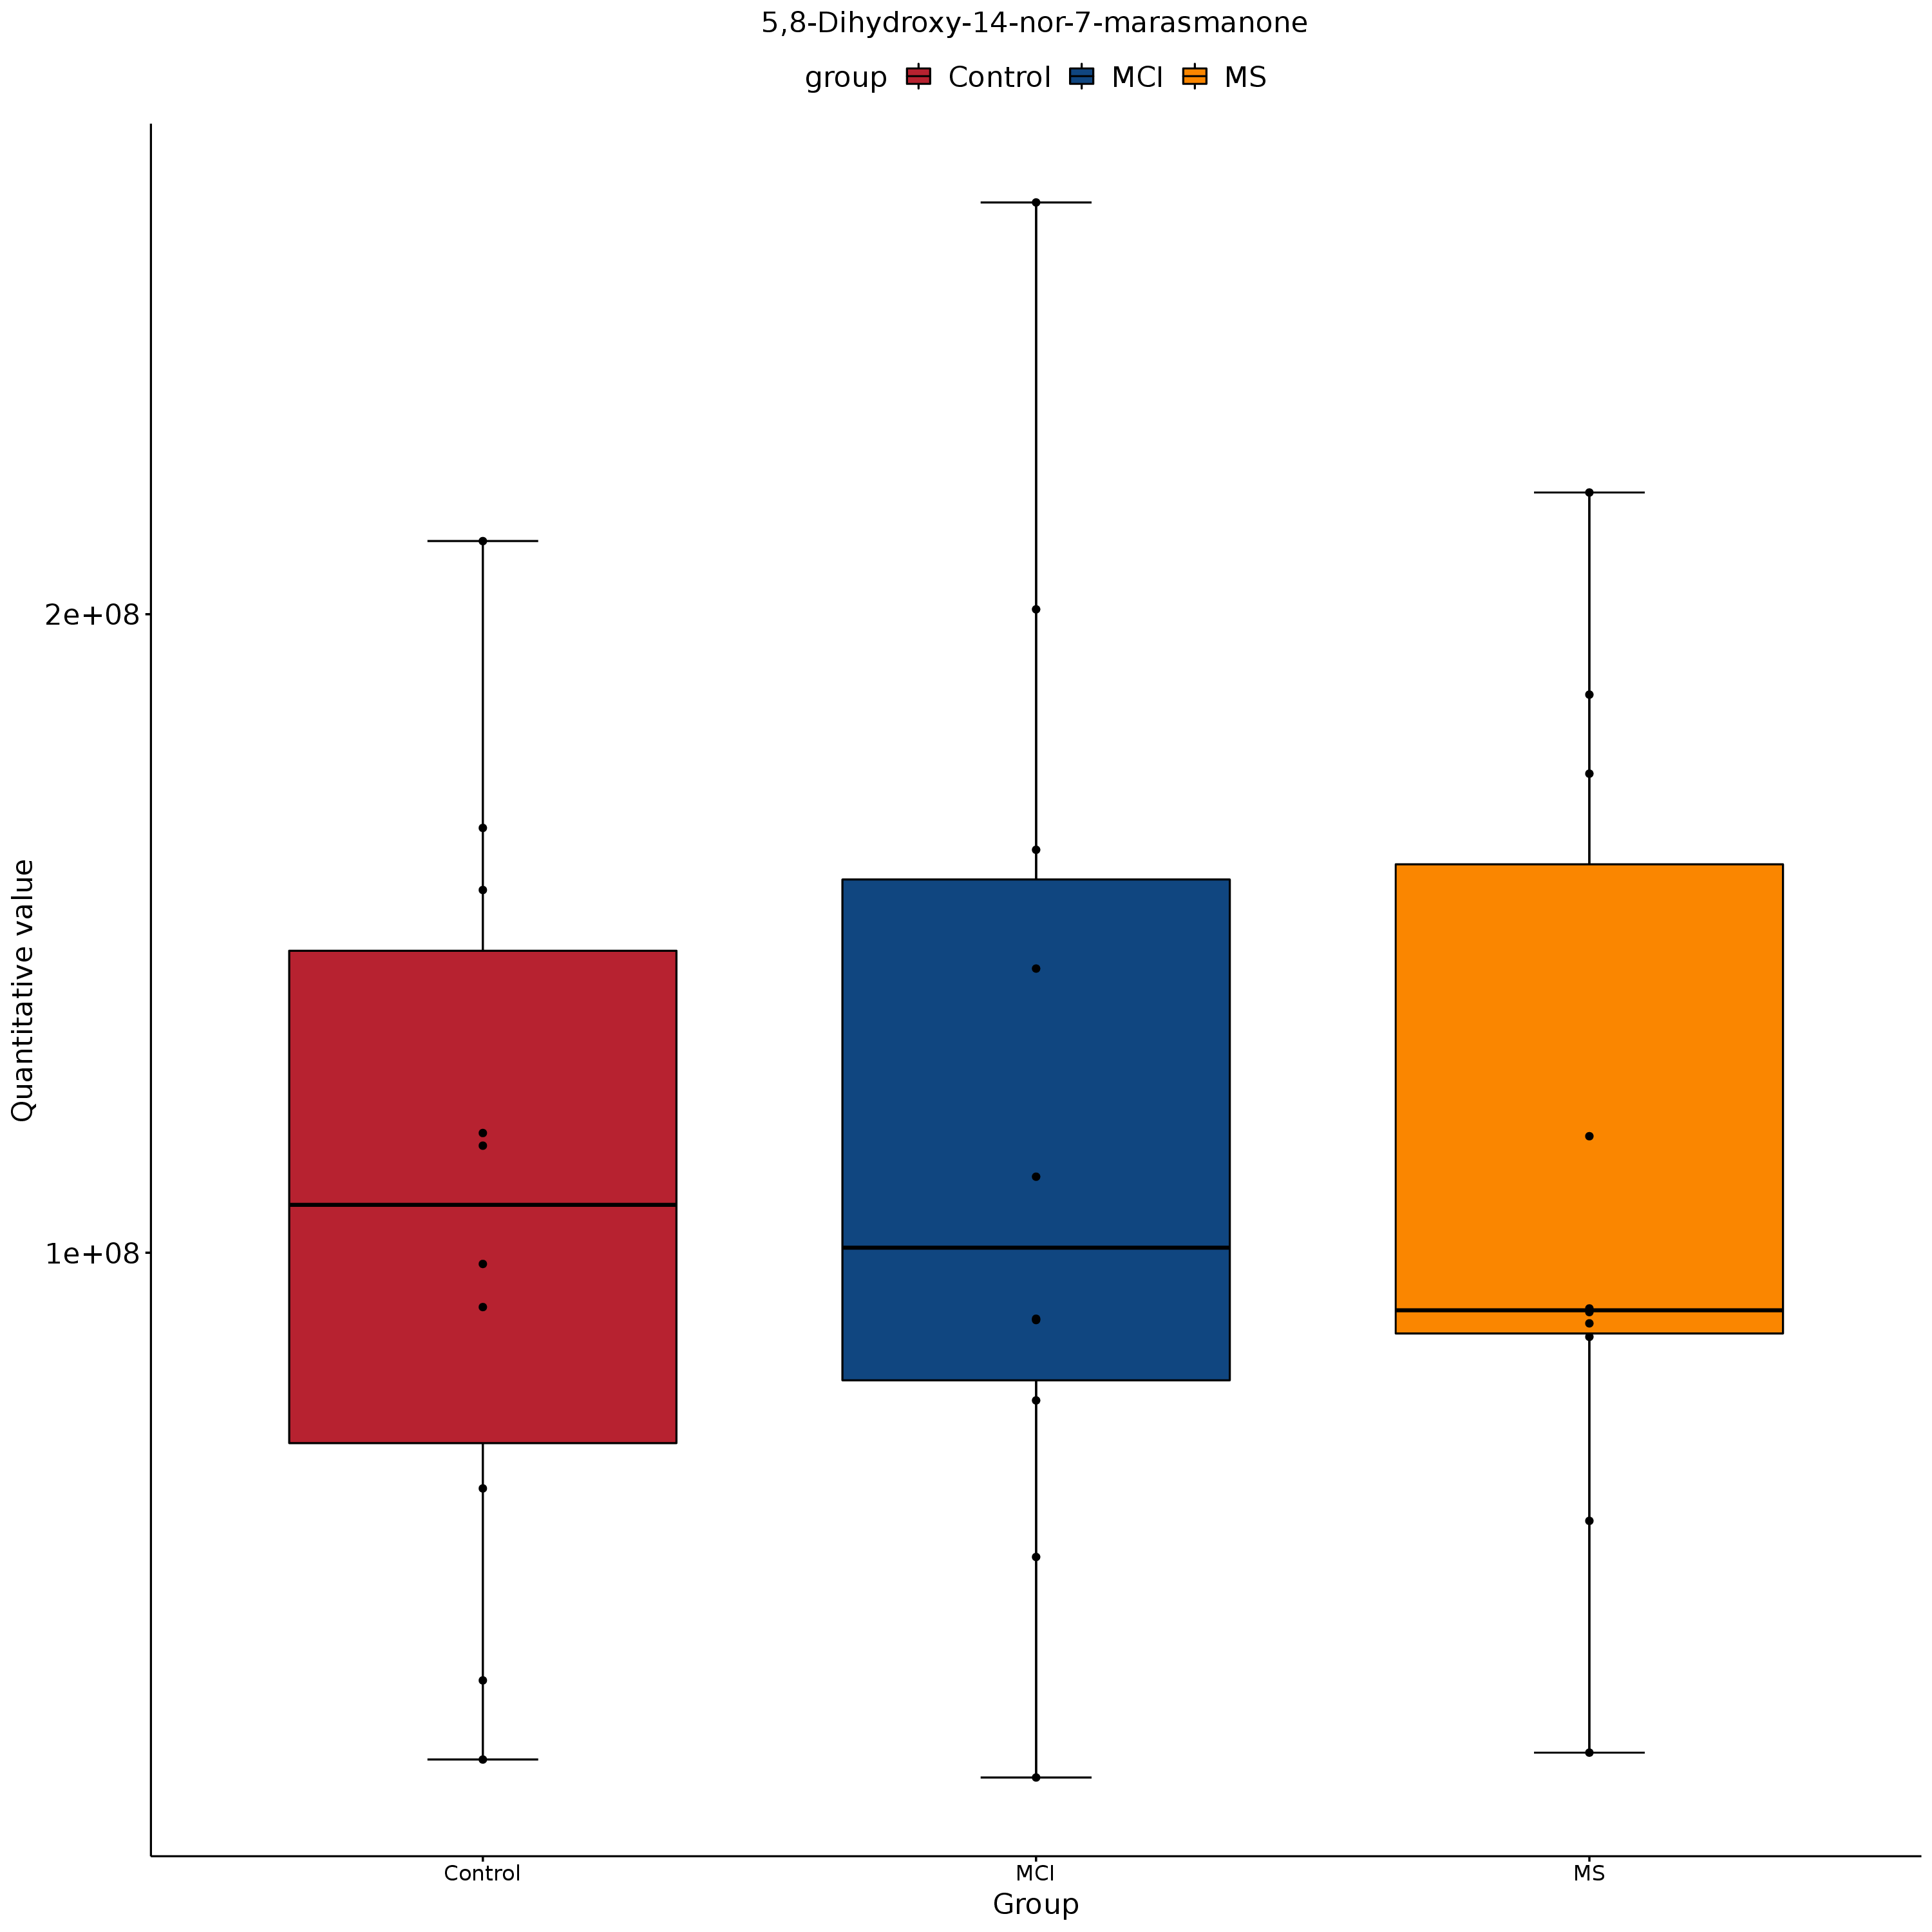 5,8-Dihydroxy-14-nor-7-marasmanone
group Control MCI MS
Quantitative value
2e+08
1e+08
Control MCI MS
Group